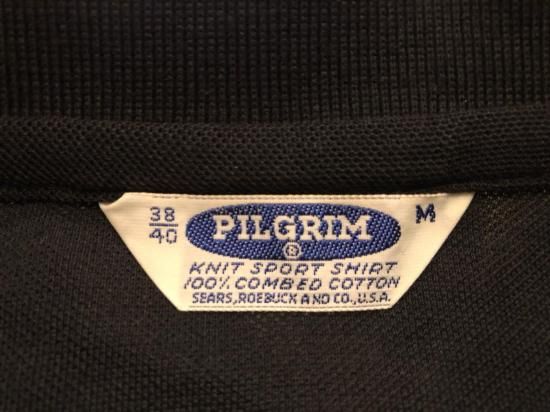 38/40 PILGRIM ® M
KNIT SPORT SHIRT
100% COMBED COTTON
SEARS, ROEBUCK AND CO., U.S.A.